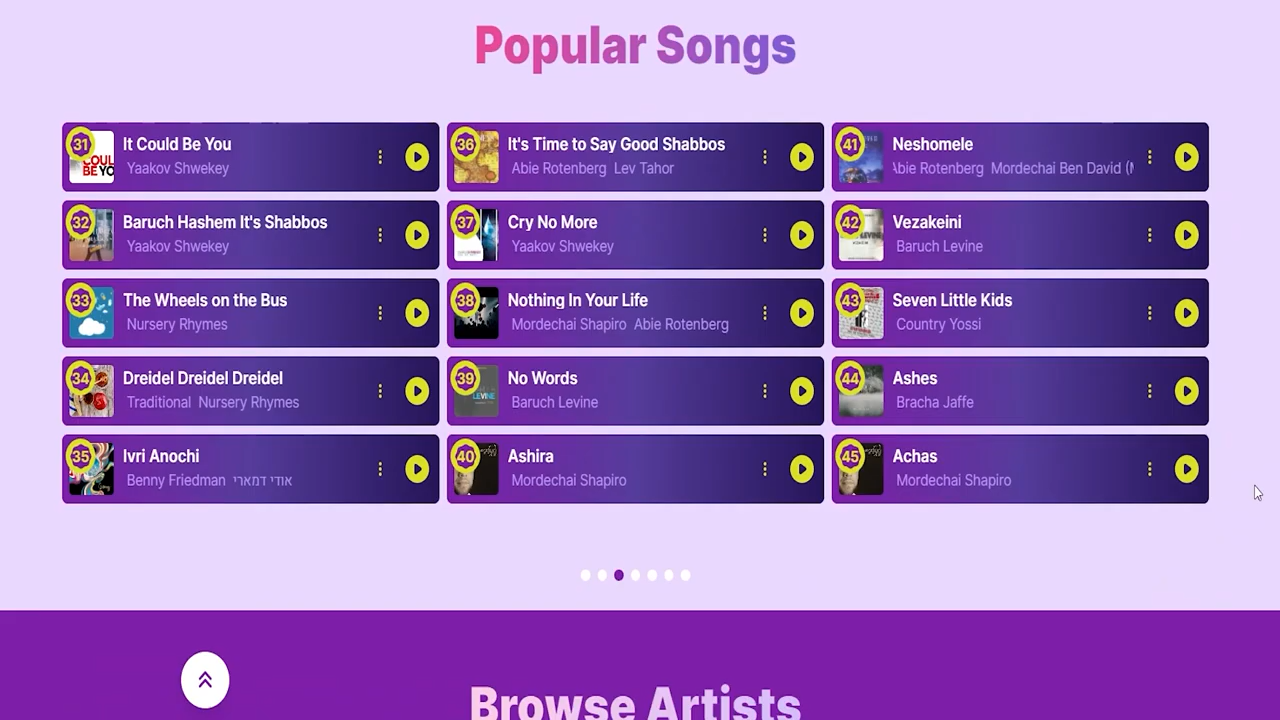 Popular Songs
31
It Could Be You
Yaakov Shwekey
32
Baruch Hashem It's Shabbos
Yaakov Shwekey
33
The Wheels on the Bus
Nursery Rhymes
34
Dreidel Dreidel Dreidel
Traditional Nursery Rhymes
35
Ivri Anochi
Benny Friedman אודי דמארי
36
It's Time to Say Good Shabbos
Abie Rotenberg Lev Tahor
37
Cry No More
Yaakov Shwekey
38
Nothing In Your Life
Mordechai Shapiro Abie Rotenberg
39
LEVINE
No Words
Baruch Levine
40
Ashira
Mordechai Shapiro
41
Neshomele
Abie Rotenberg Mordechai Ben David (
42
Vezakeini
Baruch Levine
43
Seven Little Kids
Country Yossi
44
Ashes
Bracha Jaffe
45
Achas
Mordechai Shapiro
Browse Artists